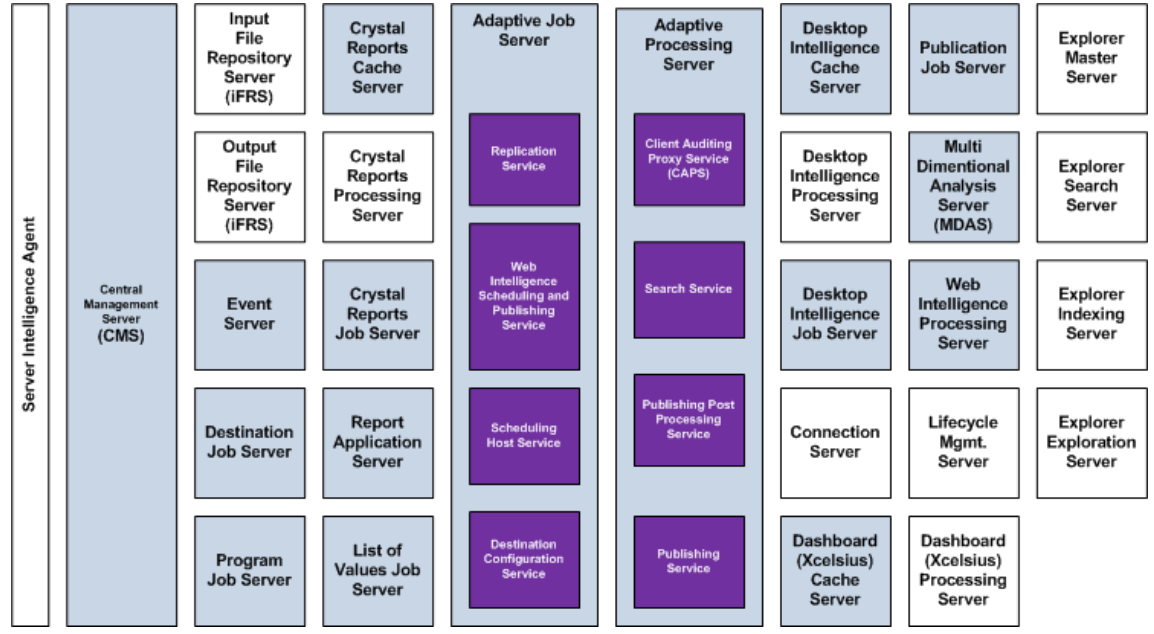 Server Intelligence Agent
Central
Management
Server
(CMS)
Input
File
Repository
Server
(iFRS)
Output
File
Repository
Server
(iFRS)
Event
Server
Destination
Job Server
Program
Job Server
Crystal
Reports
Cache
Server
Crystal
Reports
Processing
Server
Crystal
Reports
Job Server
Report
Application
Server
List of
Values Job
Server
Adaptive Job
Server
Replication
Service
Web
Intelligence
Scheduling and
Publishing
Service
Scheduling
Host Service
Destination
Configuration
Service
Adaptive
Processing
Server
Client Auditing
Proxy Service
(CAPS)
Search Service
Publishing Post
Processing
Service
Publishing
Service
Desktop
Intelligence
Cache
Server
Desktop
Intelligence
Processing
Server
Desktop
Intelligence
Job Server
Connection
Server
Dashboard
(Xcelsius)
Cache
Server
Publication
Job Server
Multi
Dimentional
Analysis
Server
(MDAS)
Web
Intelligence
Processing
Server
Lifecycle
Mgmt.
Server
Dashboard
(Xcelsius)
Processing
Server
Explorer
Master
Server
Explorer
Search
Server
Explorer
Indexing
Server
Explorer
Exploration
Server